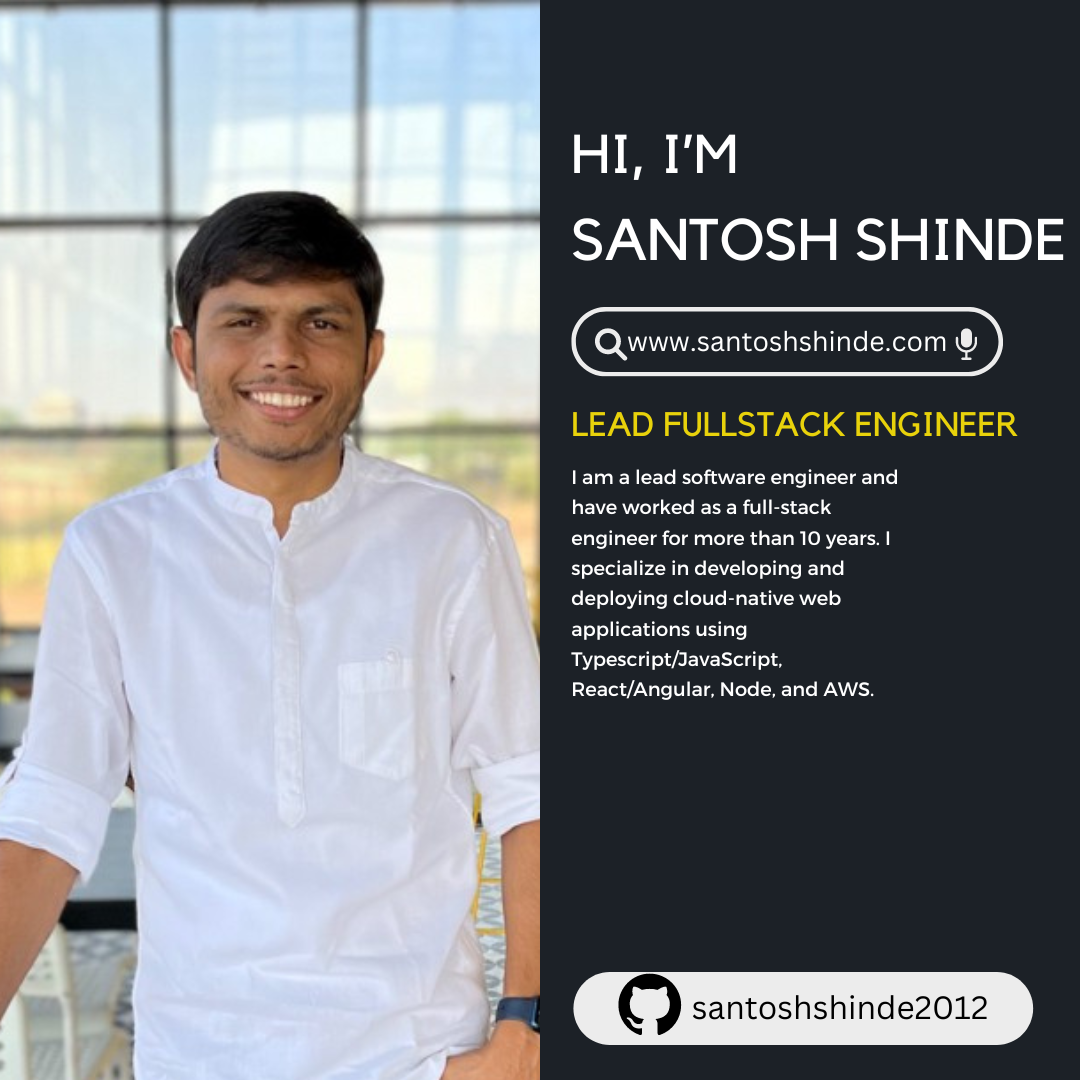 HI, I'M
SANTOSH SHINDE
www.santoshshinde.com
LEAD FULLSTACK ENGINEER
I am a lead software engineer and
have worked as a full-stack
engineer for more than 10 years. I
specialize in developing and
deploying cloud-native web
applications using
Typescript/JavaScript,
React/Angular, Node, and AWS.
santoshshinde2012